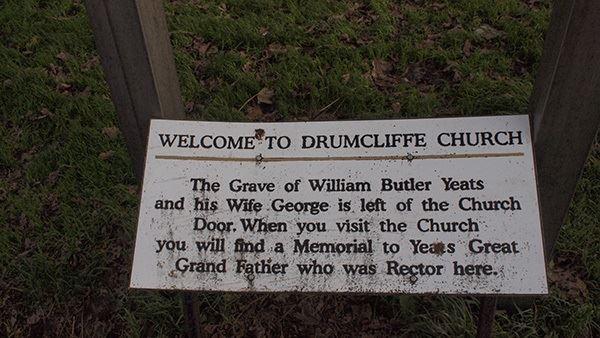 WELCOME TO DRUMCLIFFE CHURCH
The Grave of William Butler Yeats
and his Wife George is left of the Church
Door. When you visit the Church
you will find a Memorial to Yeats Great
Grand Father who was Rector here.